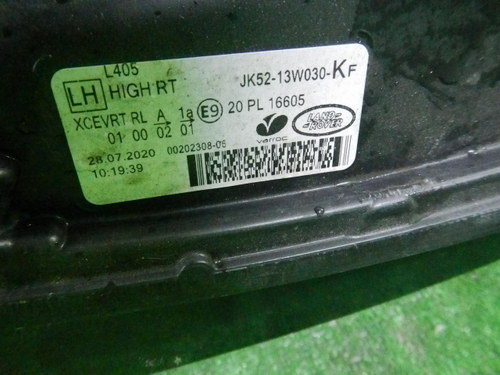 L405
LH HIGH RT JK52-13W030-KF
XCEVRT RL A 1a E9 20 PL 16605
01 00 02 01
varroc
LAND-
ROVER
28.07.2020 00202308-06
10:19:39